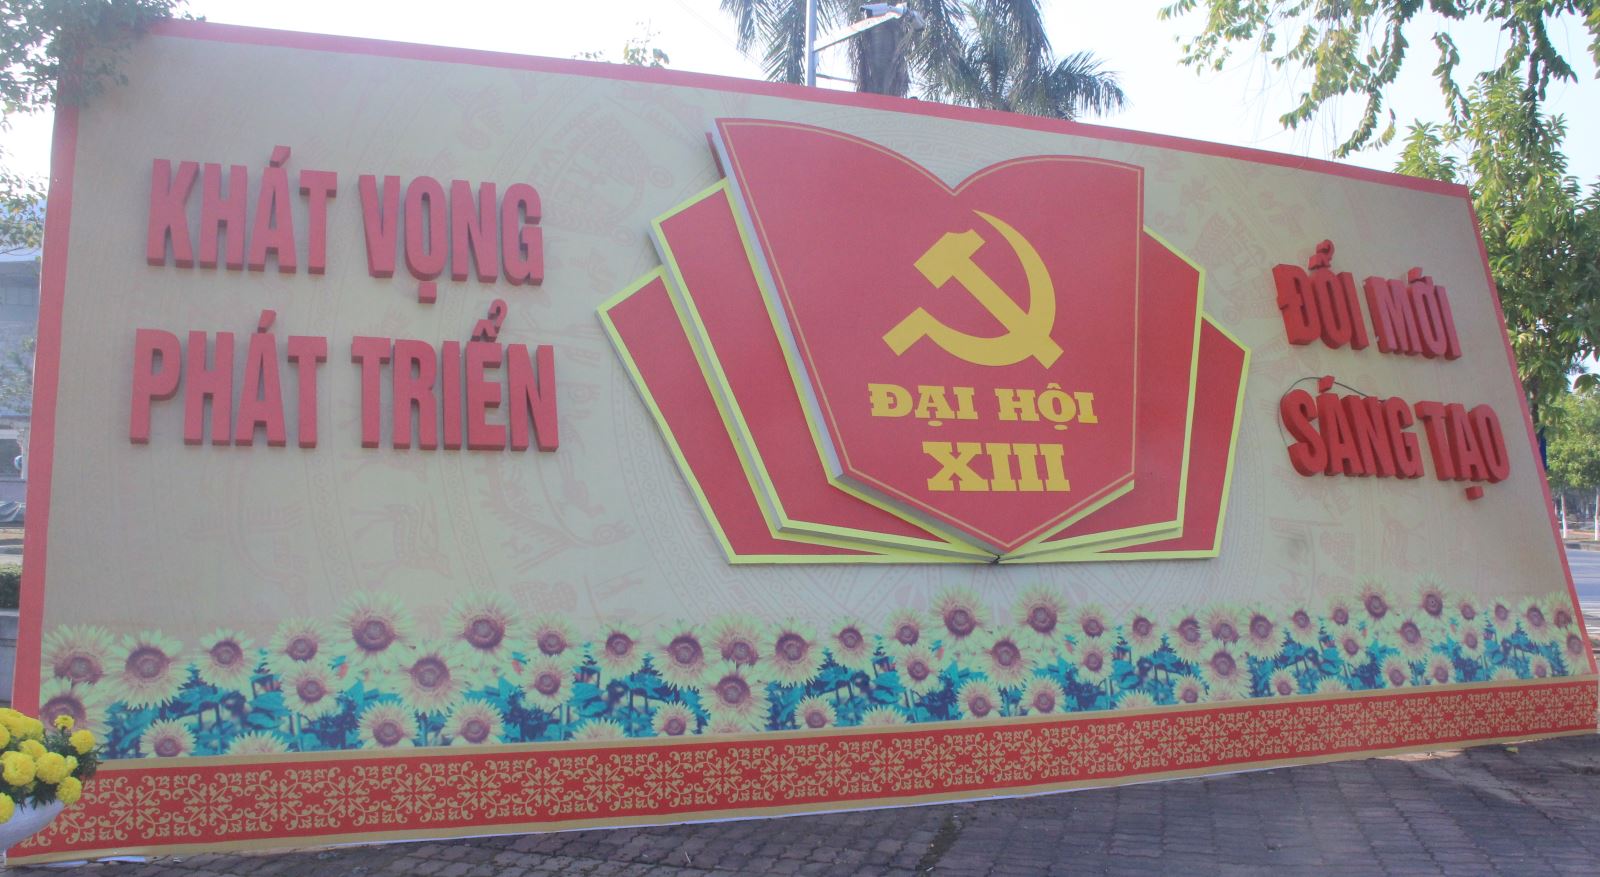 KHÁT VỌNG
PHÁT TRIỂN
ĐẠI HỘI
XIII
ĐỔI MỚI
SÁNG TẠO